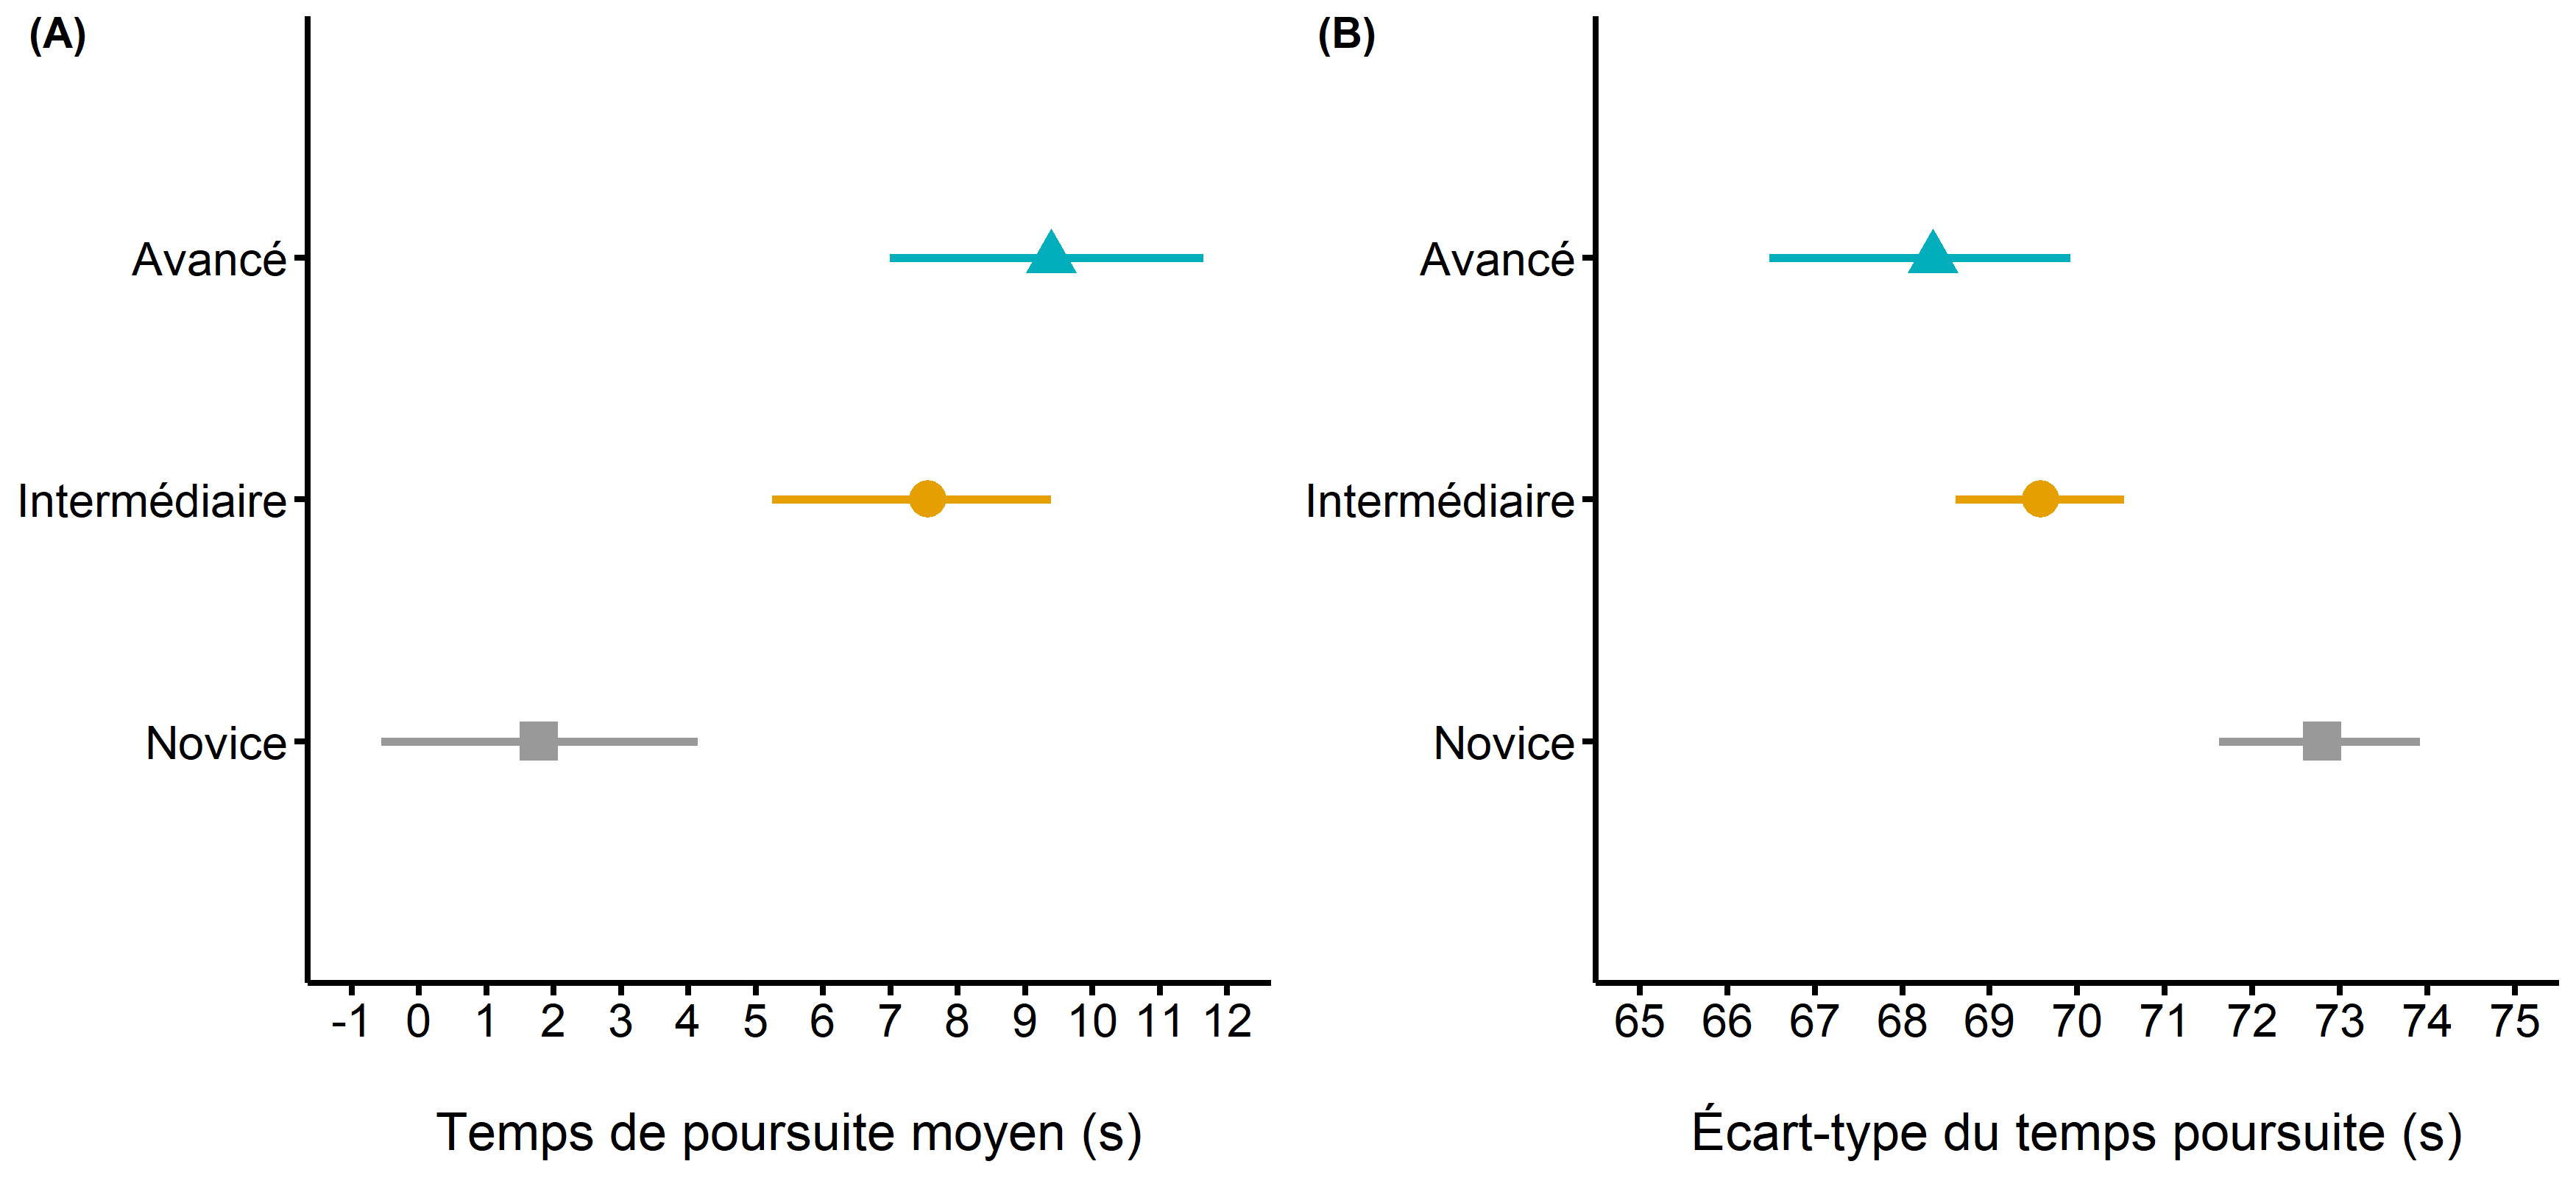 (A)
Avancé
Intermédiaire
Novice
-1 0 1 2 3 4 5 6 7 8 9 10 11 12
Temps de poursuite moyen (s)
(B)
Avancé
Intermédiaire
Novice
65 66 67 68 69 70 71 72 73 74 75
Écart-type du temps poursuite (s)